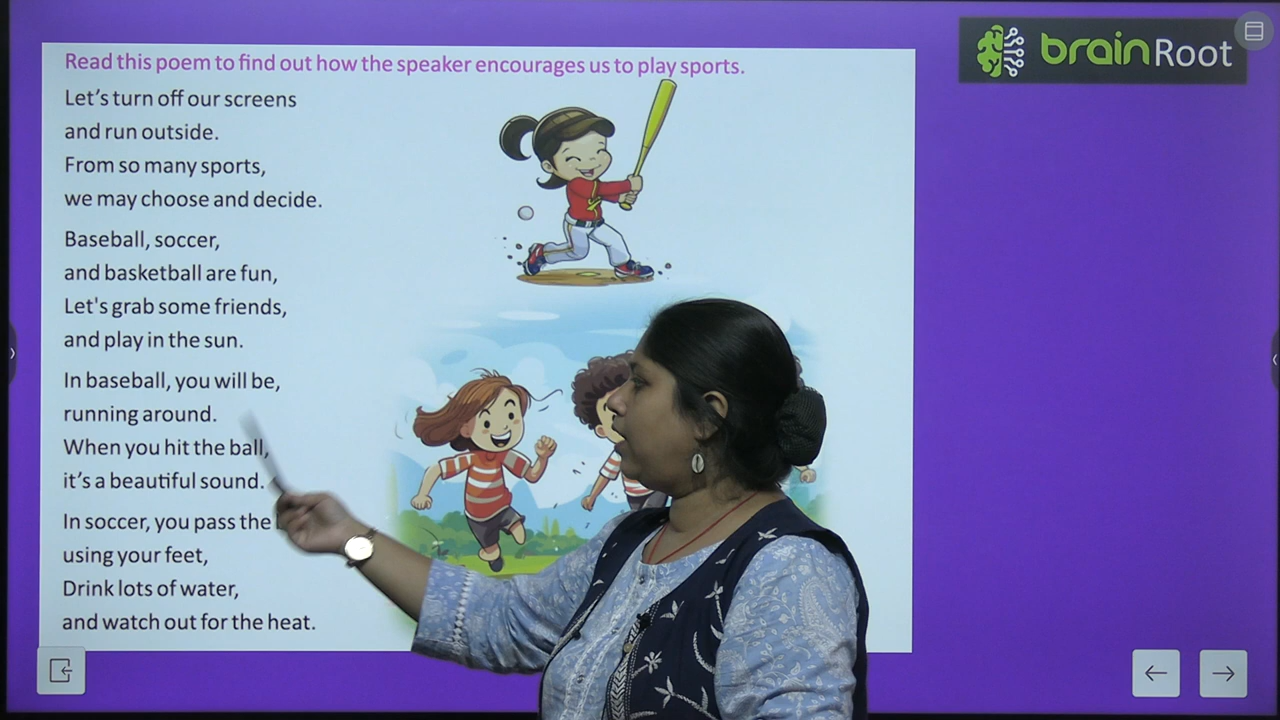 Read this poem to find out how the speaker encourages us to play sports.
Let’s turn off our screens
and run outside.
From so many sports,
we may choose and decide.
Baseball, soccer,
and basketball are fun,
Let's grab some friends,
and play in the sun.
In baseball, you will be,
running around.
When you hit the ball,
it’s a beautiful sound.
In soccer, you pass the
using your feet,
Drink lots of water,
and watch out for the heat.
brainRoot